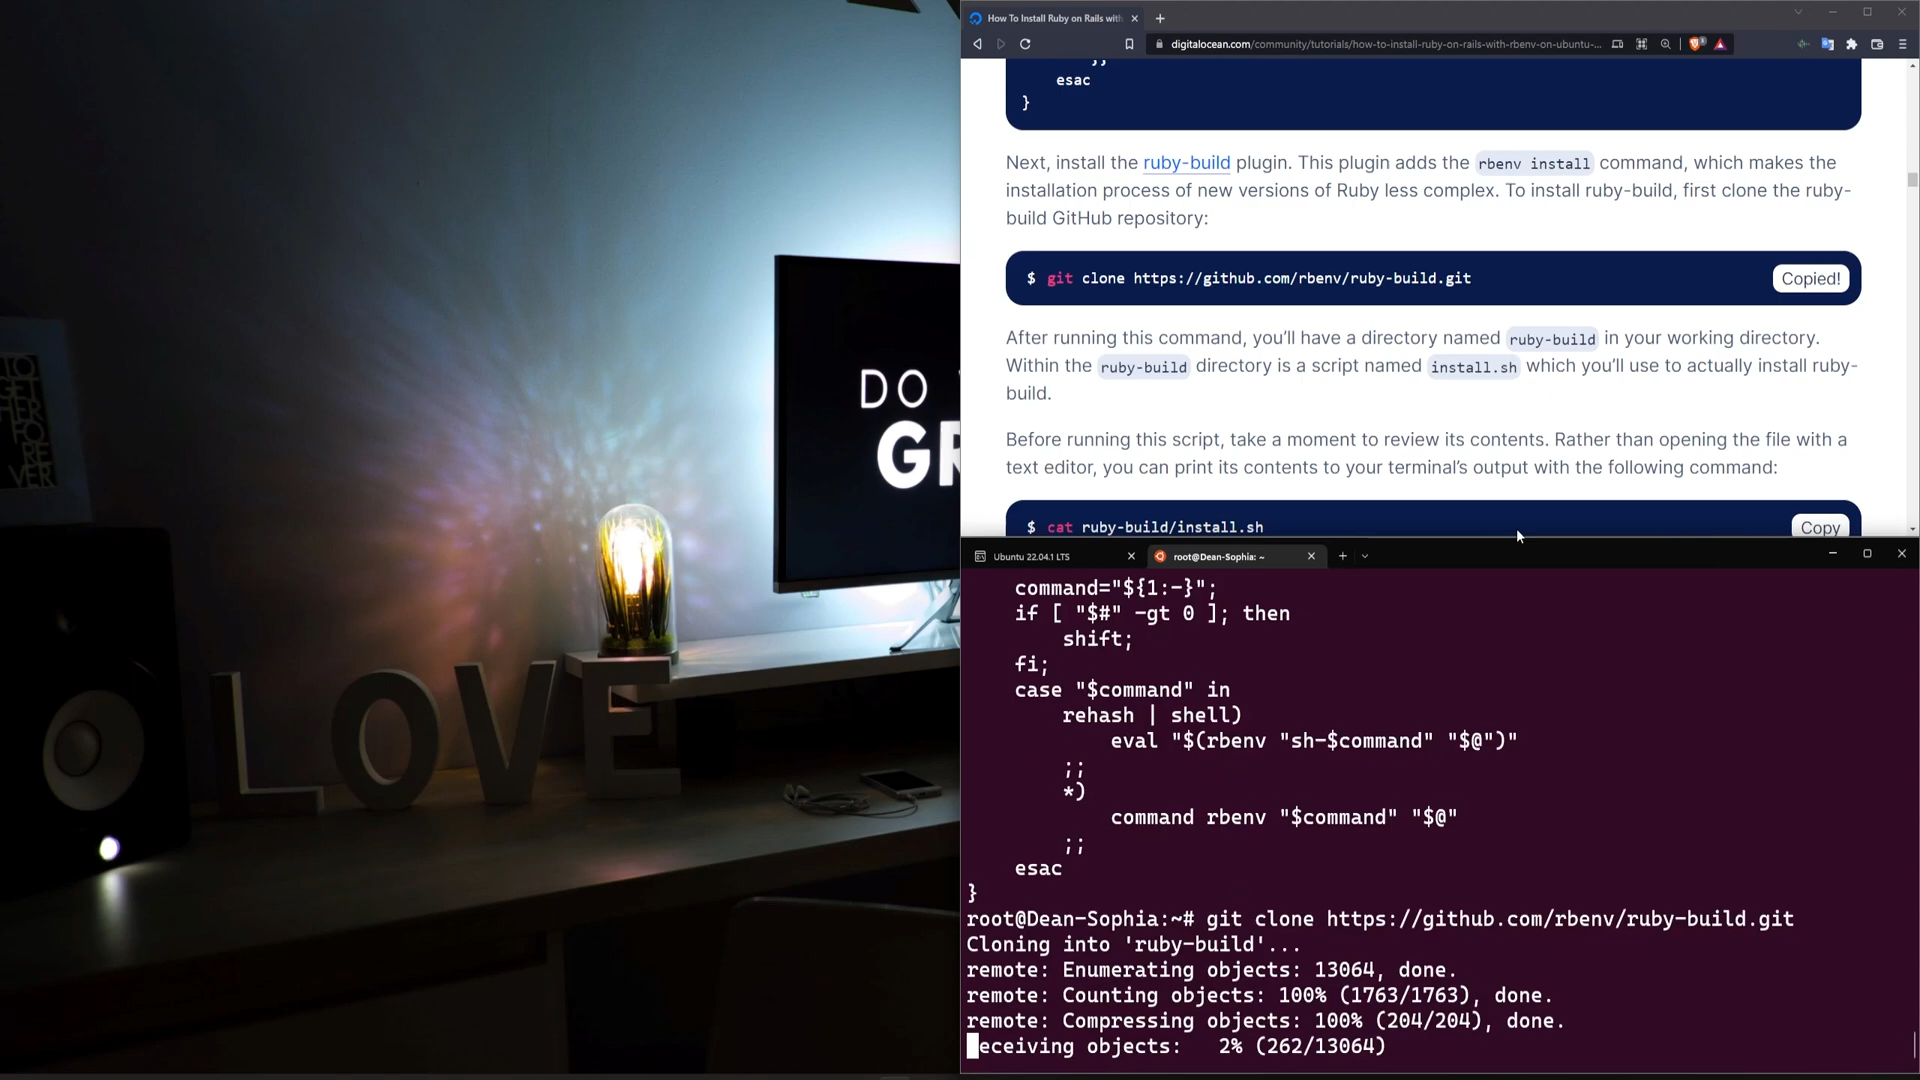 TO
GET
HER
FOR
RE
VER
DO
GR
LOVE
How To Install Ruby on Rails with
digitalocean.com/community/tutorials/how-to-install-ruby-on-rails-with-rbenv-on-ubuntu-...
;;
esac
}
Next, install the ruby-build plugin. This plugin adds the rbenv install command, which makes the
installation process of new versions of Ruby less complex. To install ruby-build, first clone the ruby-
build GitHub repository:
$ git clone https://github.com/rbenv/ruby-build.git
Copied!
After running this command, you'll have a directory named ruby-build in your working directory.
Within the ruby-build directory is a script named install.sh which you'll use to actually install ruby-
build.
Before running this script, take a moment to review its contents. Rather than opening the file with a
text editor, you can print its contents to your terminal's output with the following command:
$ cat ruby-build/install.sh
Copy
Ubuntu 22.04.1 LTS
root@Dean-Sophia: ~
command="${1:-}";
if [ "$#" -gt 0 ]; then
shift;
fi;
case "$command" in
rehash | shell)
eval "$(rbenv "sh-$command" "$@")"
;;
*)
command rbenv "$command" "$@"
;;
esac
}
root@Dean-Sophia:~# git clone https://github.com/rbenv/ruby-build.git
Cloning into 'ruby-build'...
remote: Enumerating objects: 13064, done.
remote: Counting objects: 100% (1763/1763), done.
remote: Compressing objects: 100% (204/204), done.
eceiving objects:   2% (262/13064)